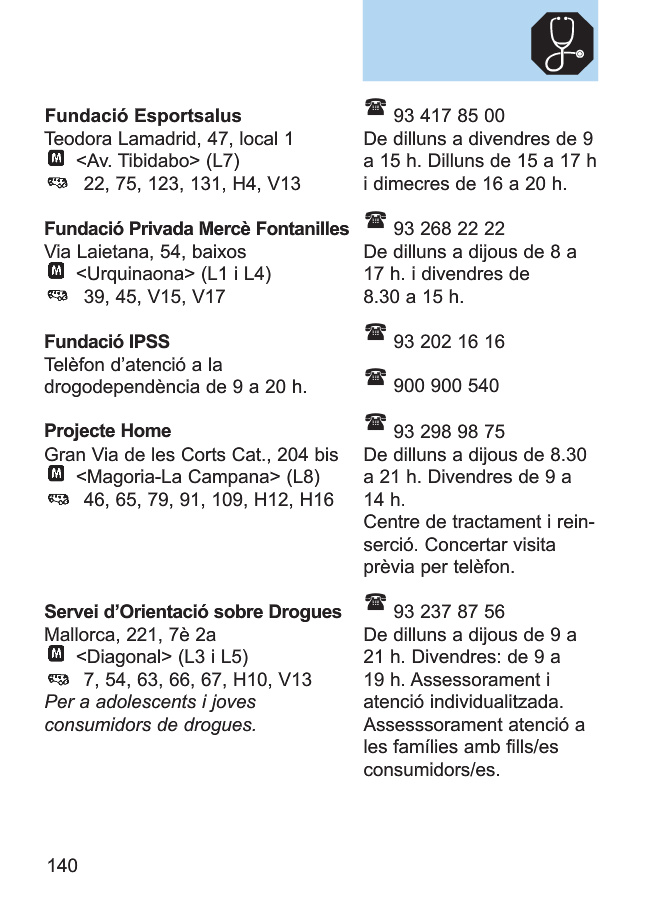 Fundació Esportsalus
Teodora Lamadrid, 47, local 1
M <Av. Tibidabo> (L7)
22, 75, 123, 131, H4, V13
93 417 85 00
De dilluns a divendres de 9
a 15 h. Dilluns de 15 a 17 h
i dimecres de 16 a 20 h.
Fundació Privada Mercè Fontanilles
Via Laietana, 54, baixos
M <Urquinaona> (L1 i L4)
39, 45, V15, V17
93 268 22 22
De dilluns a dijous de 8 a
17 h. i divendres de
8.30 a 15 h.
Fundació IPSS
Telèfon d’atenció a la
drogodependència de 9 a 20 h.
93 202 16 16
900 900 540
Projecte Home
Gran Via de les Corts Cat., 204 bis
M <Magoria-La Campana> (L8)
46, 65, 79, 91, 109, H12, H16
93 298 98 75
De dilluns a dijous de 8.30
a 21 h. Divendres de 9 a
14 h.
Centre de tractament i rein-
serció. Concertar visita
prèvia per telèfon.
Servei d’Orientació sobre Drogues
Mallorca, 221, 7è 2a
M <Diagonal> (L3 i L5)
7, 54, 63, 66, 67, H10, V13
Per a adolescents i joves
consumidors de drogues.
93 237 87 56
De dilluns a dijous de 9 a
21 h. Divendres: de 9 a
19 h. Assessorament i
atenció individualitzada.
Assesssorament atenció a
les famílies amb fills/es
consumidors/es.
140